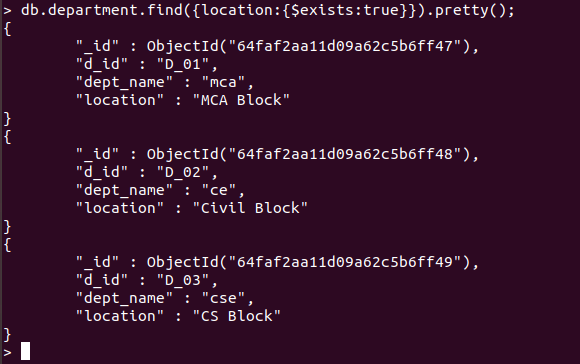 > db.department.find({location:{$exists:true}}).pretty();
{
        "_id" : ObjectId("64faf2aa11d09a62c5b6ff47"),
        "d_id" : "D_01",
        "dept_name" : "mca",
        "location" : "MCA Block"
}
{
        "_id" : ObjectId("64faf2aa11d09a62c5b6ff48"),
        "d_id" : "D_02",
        "dept_name" : "ce",
        "location" : "Civil Block"
}
{
        "_id" : ObjectId("64faf2aa11d09a62c5b6ff49"),
        "d_id" : "D_03",
        "dept_name" : "cse",
        "location" : "CS Block"
}
>